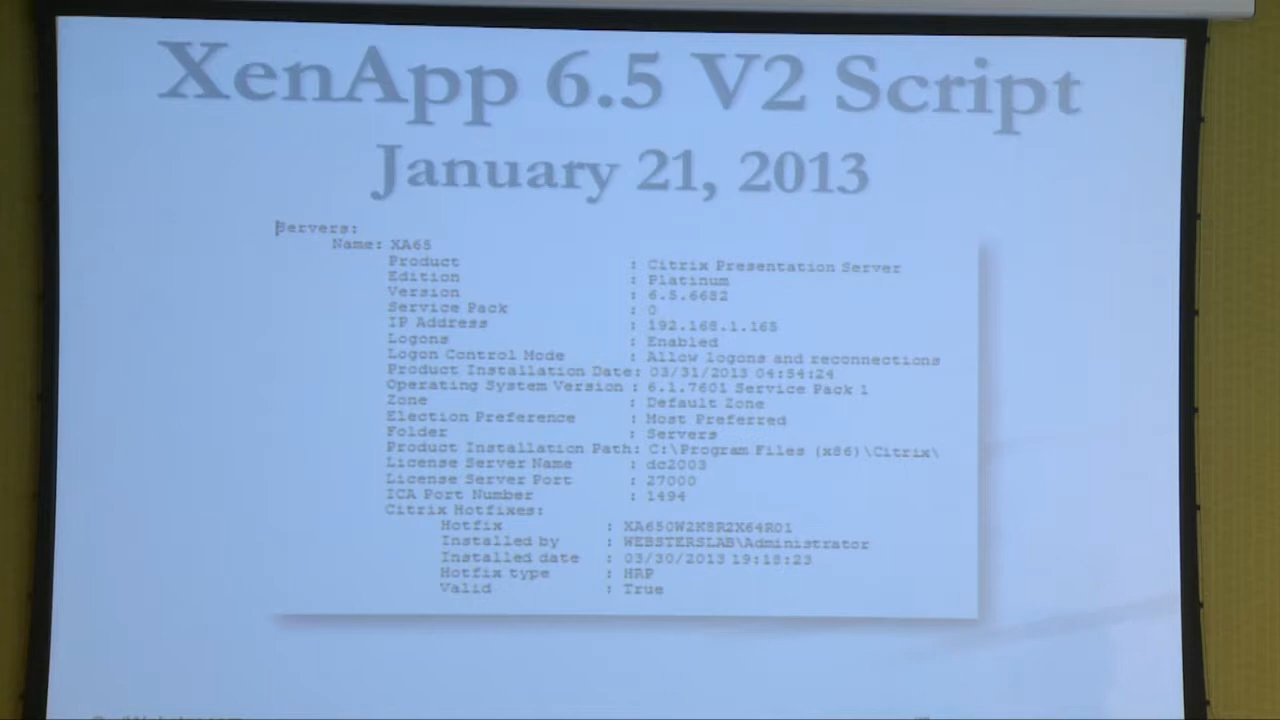 XenApp 6.5 V2 Script
January 21, 2013
Servers:
Name: XA65
Product : Citrix Presentation Server
Edition : Platinum
Version : 6.5.6682
Service Pack : 0
IP Address : 192.168.1.165
Logons : Enabled
Logon Control Mode : Allow logons and reconnections
Product Installation Date: 03/31/2013 04:54:24
Operating System Version : 6.1.7601 Service Pack 1
Zone : Default Zone
Election Preference : Most Preferred
Folder : Servers
Product Installation Path: C:\Program Files (x86)\Citrix\
License Server Name : dc2003
License Server Port : 27000
ICA Port Number : 1494
Citrix Hotfixes:
Hotfix : XA650W2K8R2X64R01
Installed by : WEBSTERSLAB\Administrator
Installed date : 03/30/2013 19:18:23
Hotfix type : HRP
Valid : True